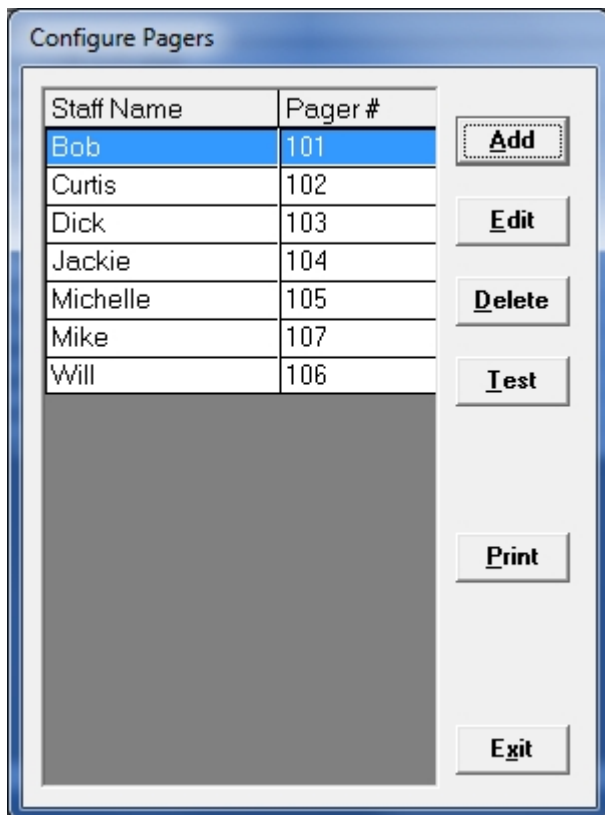 Configure Pagers
Staff Name Pager #
Bob 101
Curtis 102
Dick 103
Jackie 104
Michelle 105
Mike 107
Will 106
Add
Edit
Delete
Test
Print
Exit